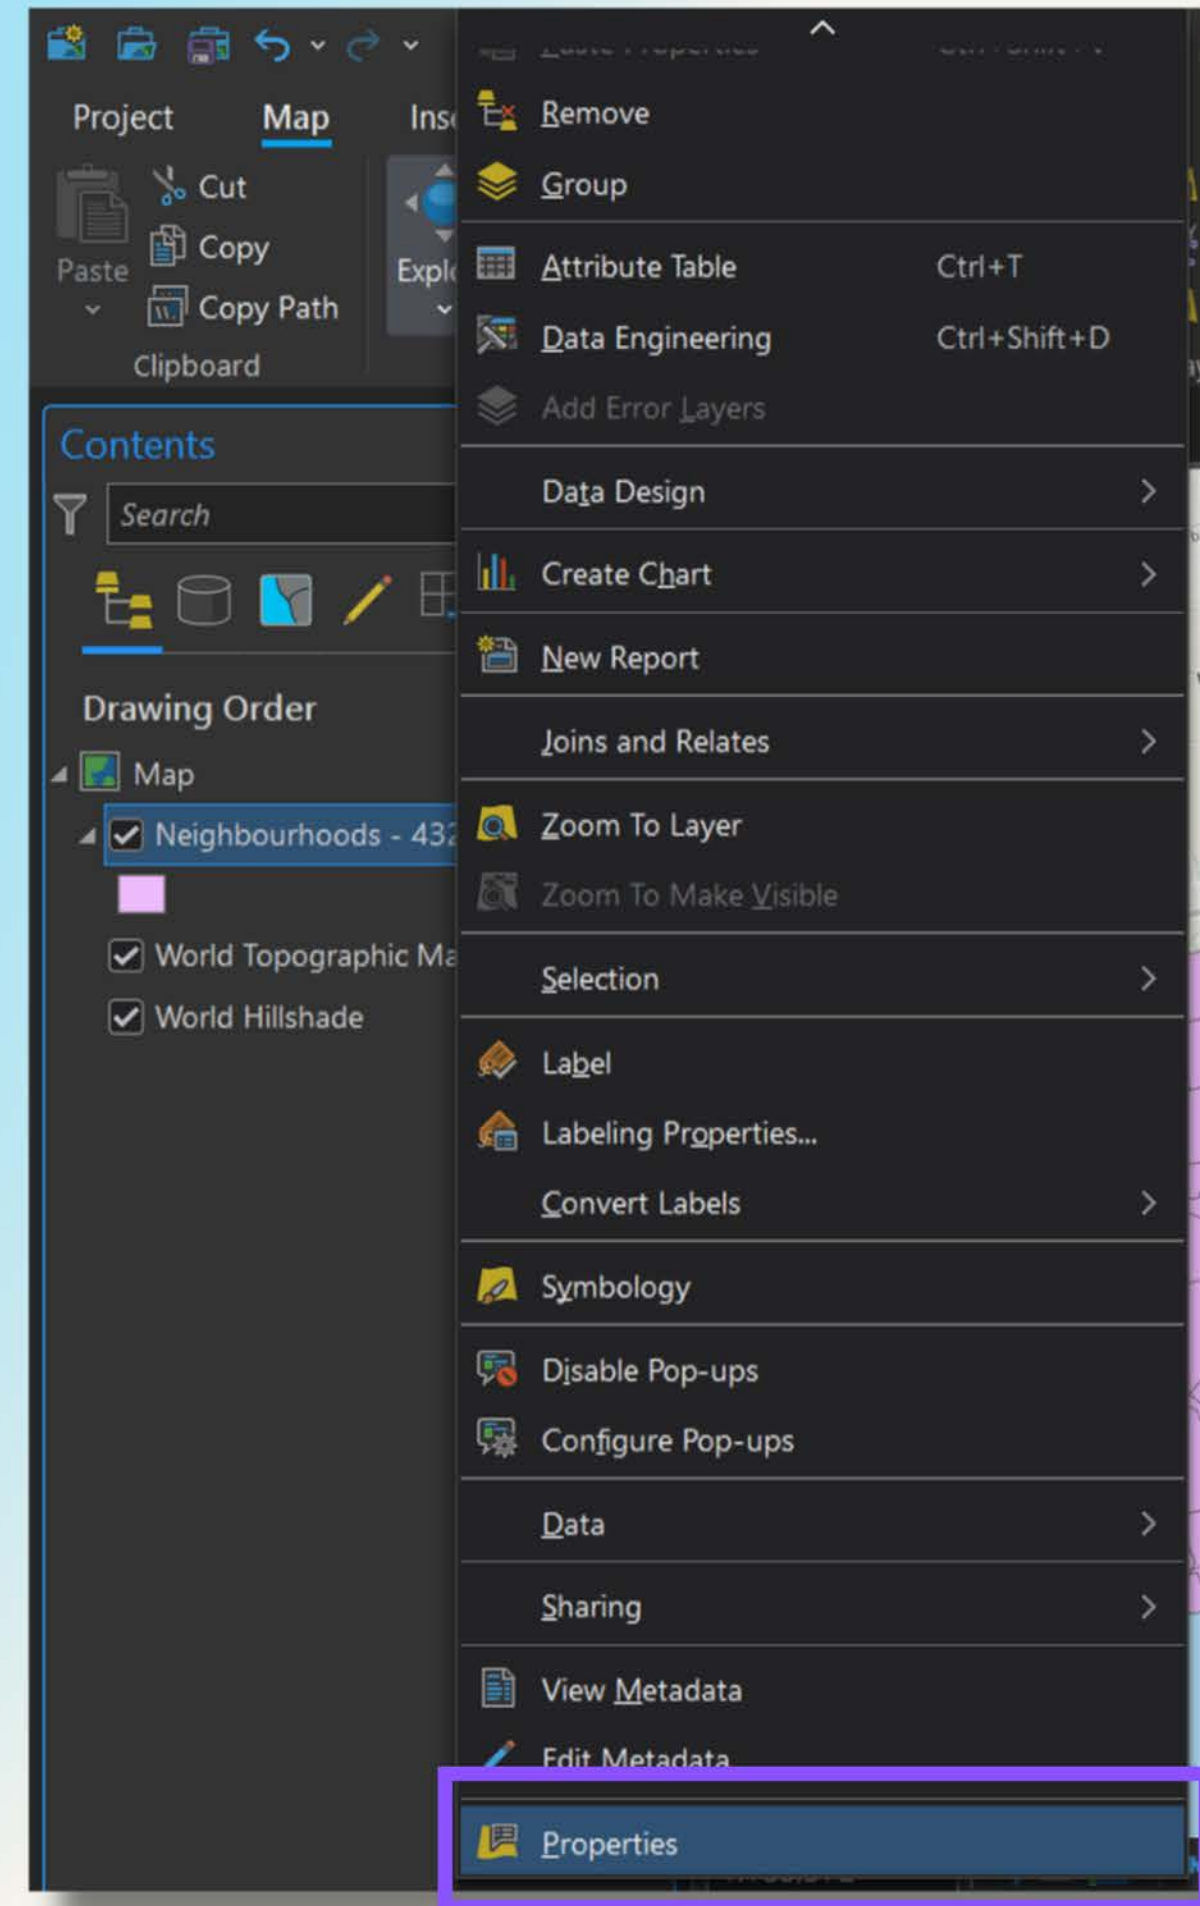 Project
Map
Ins
Cut
Copy
Copy Path
Paste
Clipboard
Expl
Contents
Search
Drawing Order
Map
Neighbourhoods - 432
World Topographic Ma
World Hillshade
Remove
Group
Attribute Table Ctrl+T
Data Engineering Ctrl+Shift+D
Add Error Layers
Data Design
Create Chart
New Report
Joins and Relates
Zoom To Layer
Zoom To Make Visible
Selection
Label
Labeling Properties...
Convert Labels
Symbology
Disable Pop-ups
Configure Pop-ups
Data
Sharing
View Metadata
Edit Metadata
Properties